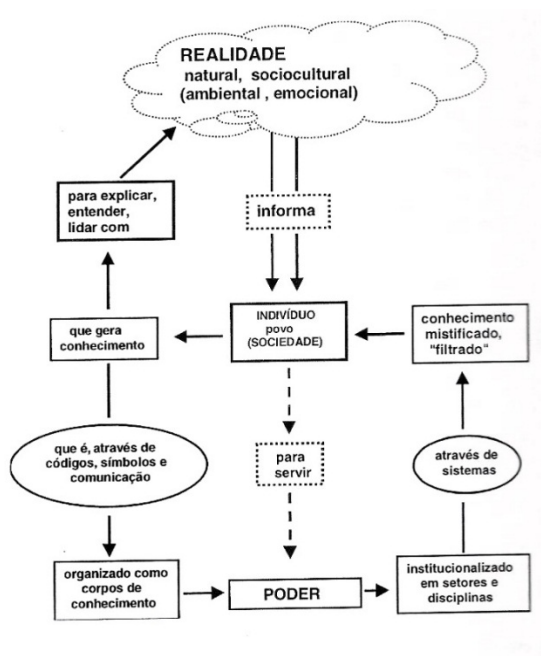 REALIDADE
natural, sociocultural
(ambiental , emocional)
para explicar,
entender,
lidar com
informa
que gera
conhecimento
INDIVÍDUO
povo
(SOCIEDADE)
conhecimento
mistificado,
"filtrado"
que é, através de
códigos, símbolos e
comunicação
para
servir
através de
sistemas
organizado como
corpos de
conhecimento
PODER
institucionalizado
em setores e
disciplinas